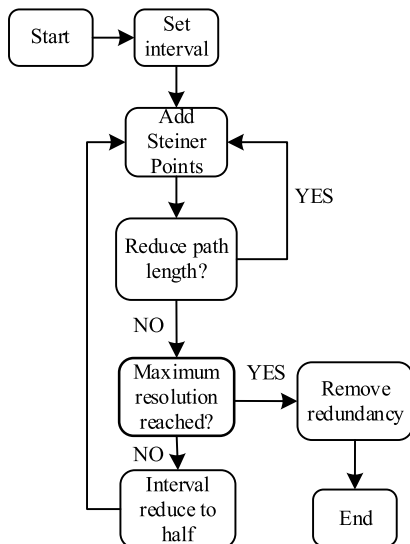 Start
Set
interval
Add
Steiner
Points
YES
Reduce path
length?
NO
Maximum
resolution
reached?
YES
Remove
redundancy
NO
Interval
reduce to
half
End